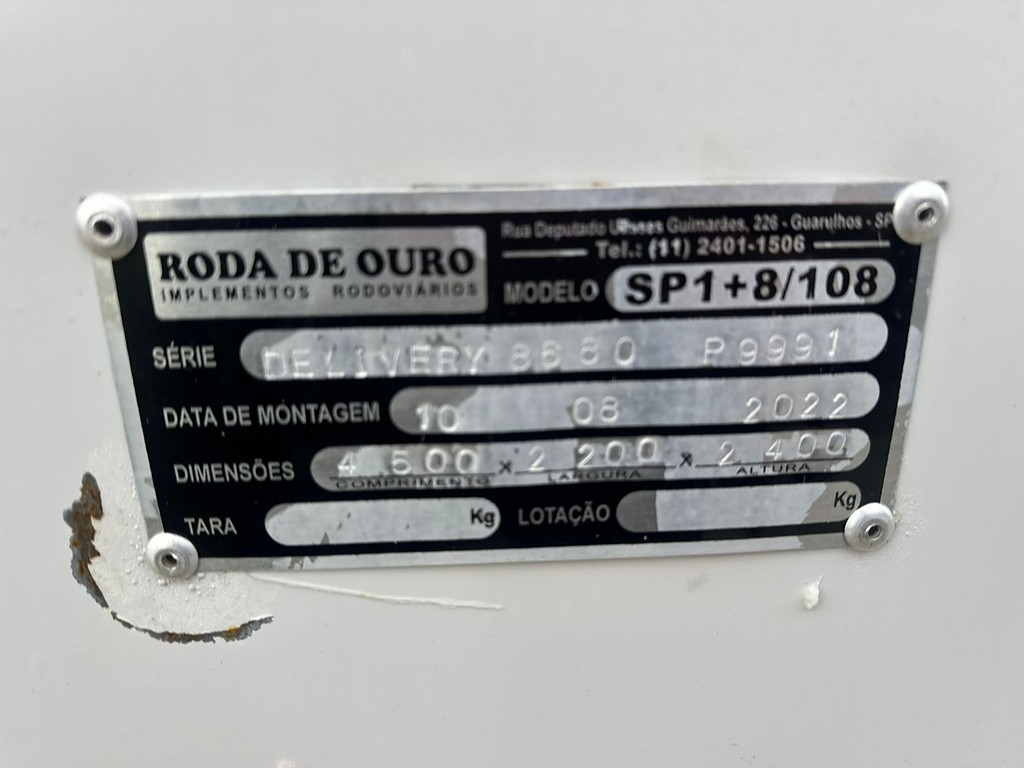 RODA DE OURO
IMPLEMENTOS RODOVIÁRIOS
Rua Deputado Ulisses Guimarães, 226 - Guarulhos - SP
Tel.: (11) 2401-1506
MODELO SP1+8/108
SÉRIE DELIVERY 8680 P9991
DATA DE MONTAGEM 10 08 2022
DIMENSÕES 4 500 x 2 200 x 2 400
COMPRIMENTO LARGURA ALTURA
TARA Kg LOTAÇÃO Kg